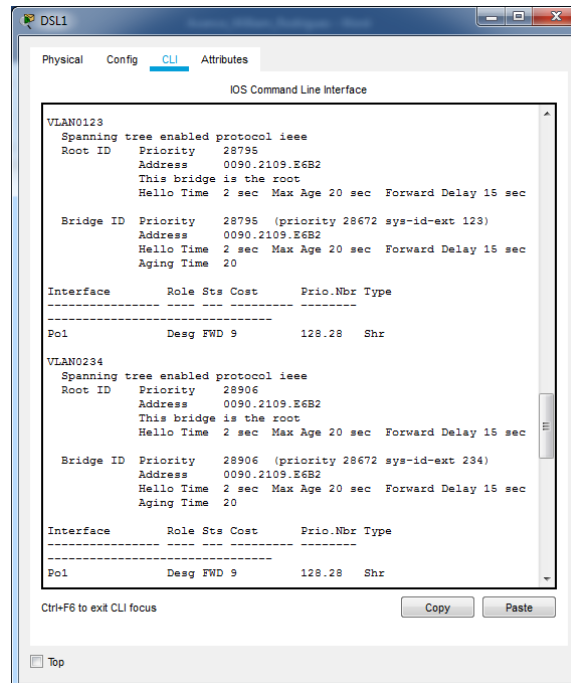 DSL1
Physical Config CLI Attributes
IOS Command Line Interface
VLAN0123
  Spanning tree enabled protocol ieee
  Root ID    Priority    28795
             Address     0090.2109.E6B2
             This bridge is the root
             Hello Time  2 sec  Max Age 20 sec  Forward Delay 15 sec

  Bridge ID  Priority    28795  (priority 28672 sys-id-ext 123)
             Address     0090.2109.E6B2
             Hello Time  2 sec  Max Age 20 sec  Forward Delay 15 sec
             Aging Time  20

Interface        Role Sts Cost      Prio.Nbr Type
---------------- ---- --- --------- --------
--------------------------------
Po1              Desg FWD 9         128.28   Shr

VLAN0234
  Spanning tree enabled protocol ieee
  Root ID    Priority    28906
             Address     0090.2109.E6B2
             This bridge is the root
             Hello Time  2 sec  Max Age 20 sec  Forward Delay 15 sec

  Bridge ID  Priority    28906  (priority 28672 sys-id-ext 234)
             Address     0090.2109.E6B2
             Hello Time  2 sec  Max Age 20 sec  Forward Delay 15 sec
             Aging Time  20

Interface        Role Sts Cost      Prio.Nbr Type
---------------- ---- --- --------- --------
--------------------------------
Po1              Desg FWD 9         128.28   Shr
Ctrl+F6 to exit CLI focus
Copy Paste
Top